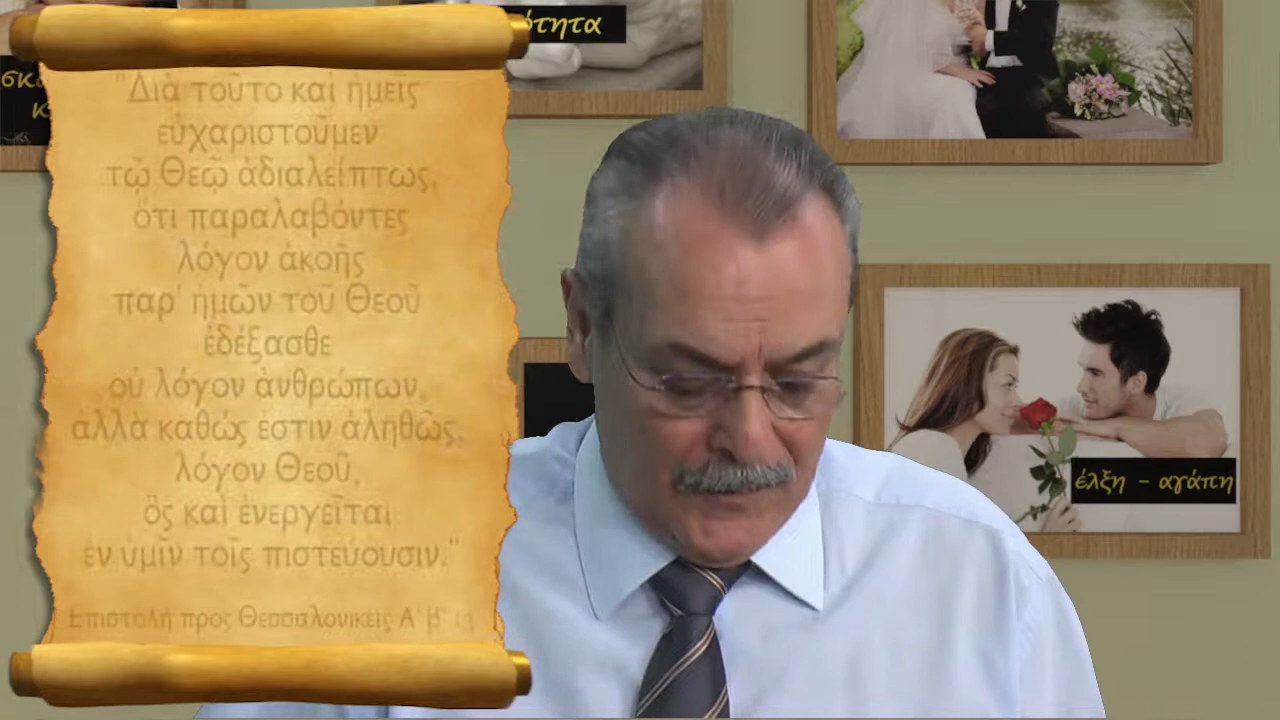 "Διὰ τοῦτο καὶ ἡμεῖς
εὐχαριστοῦμεν
τῷ Θεῷ ἀδιαλείπτως,
ὅτι παραλαβόντες
λόγον ἀκοῆς
παρ' ἡμῶν τοῦ Θεοῦ
ἐδέξασθε
οὐ λόγον ἀνθρώπων,
ἀλλὰ καθώς ἐστιν ἀληθῶς,
λόγον Θεοῦ,
ὃς καὶ ἐνεργεῖται
ἐν ὑμῖν τοῖς πιστεύουσιν."
Επιστολή προς Θεσσαλονικείς Α' β' 13
έλξη - αγάπη